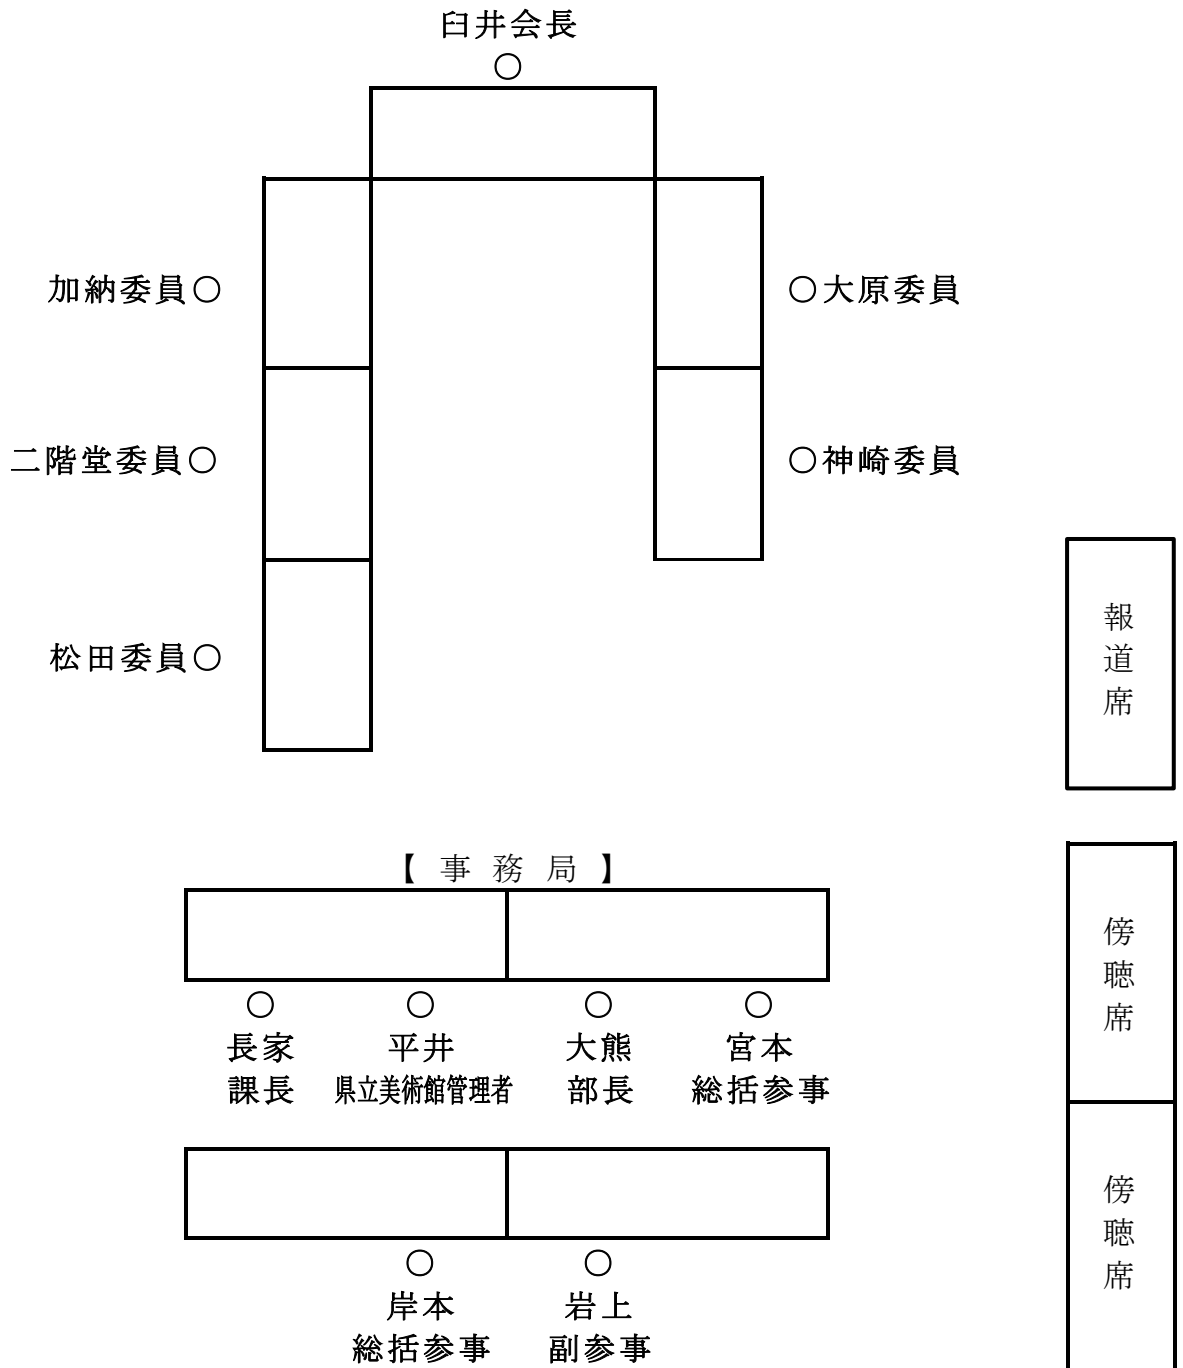 臼井会長
○
加納委員○
○大原委員
二階堂委員○
○神崎委員
松田委員○
報道席
【事務局】
○ ○ ○ ○
長家 平井 大熊 宮本
課長 県立美術館管理者 部長 総括参事
傍聴席
○ ○
岸本 岩上
総括参事 副参事
傍聴席